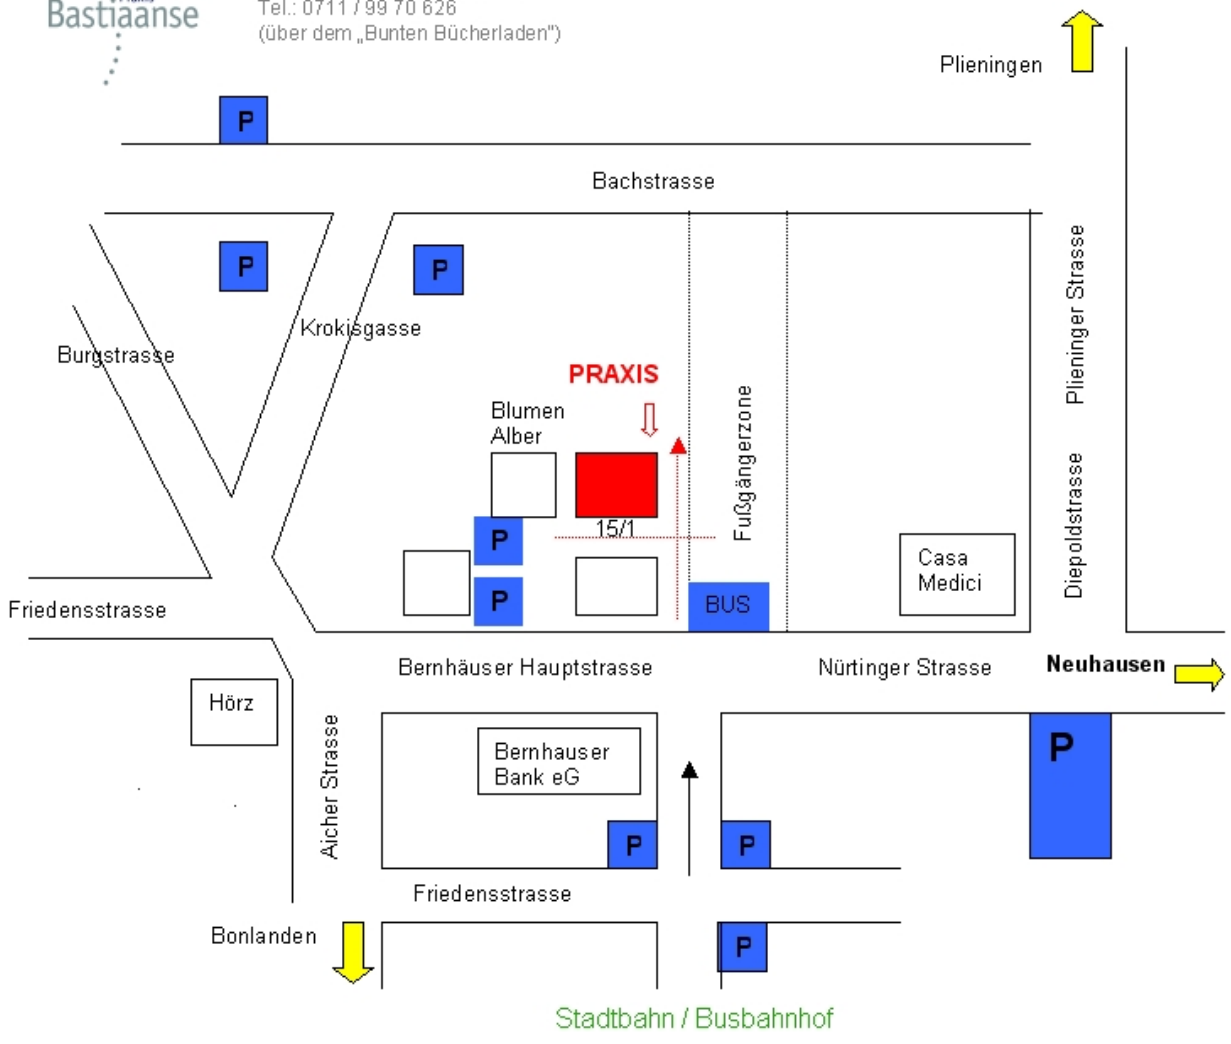 Bastiaanse
Tel.: 0711 / 99 70 626
(über dem „Bunten Bücherladen")
Plieningen
P
Bachstrasse
P
P
Plieninger Strasse
Krokisgasse
Burgstrasse
PRAXIS
Blumen
Alber
Fußgängerzone
Diepoldstrasse
15/1
P
Casa
Medici
P
BUS
Friedensstrasse
Bernhäuser Hauptstrasse
Nürtinger Strasse
Neuhausen
Hörz
Aicher Strasse
Bernhauser
Bank eG
P
P
P
Friedensstrasse
Bonlanden
P
Stadtbahn / Busbahnhof